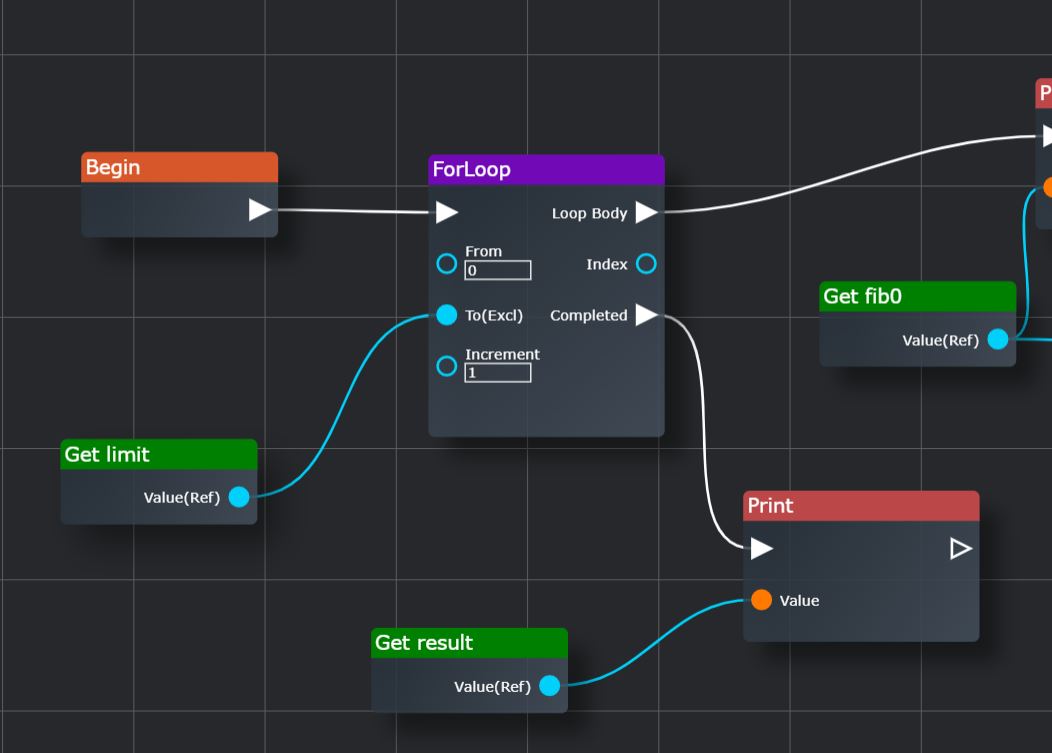 P
Begin
ForLoop
Loop Body
From
0
Index
To(Excl)
Completed
Increment
1
Get fib0
Value(Ref)
Get limit
Value(Ref)
Print
Value
Get result
Value(Ref)